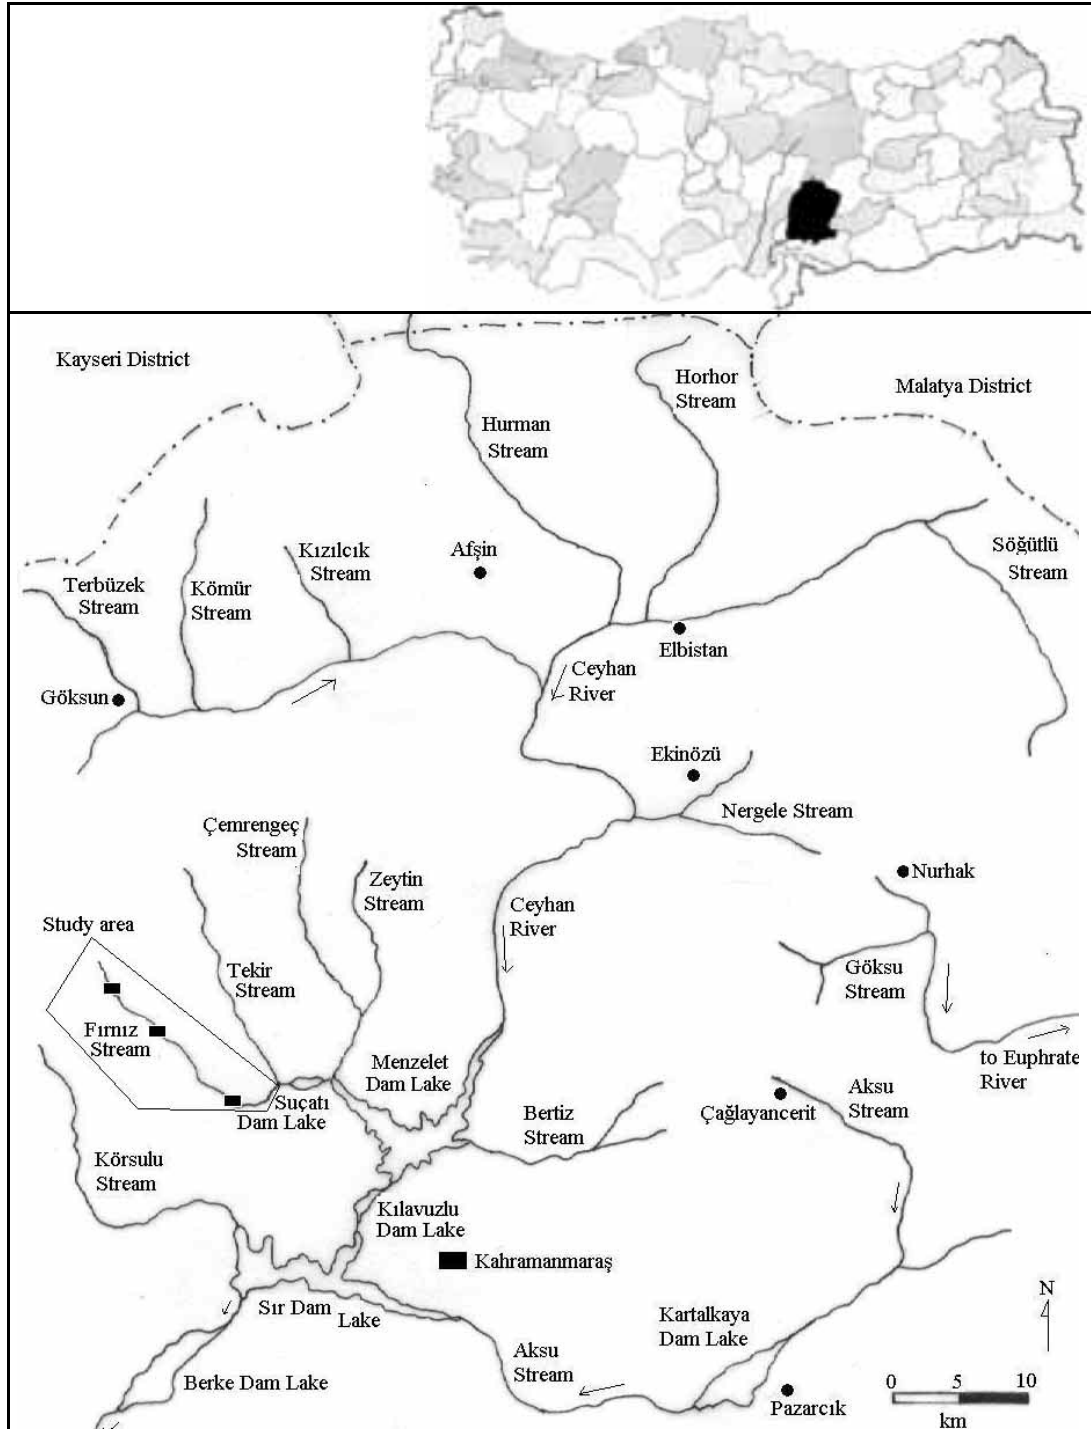 Kayseri District
Horhor
Stream
Malatya District
Hurman
Stream
Kızılcık
Stream
Afşin
Söğütlü
Stream
Terbüzek
Stream
Kömür
Stream
Elbistan
Ceyhan
River
Göksun
Ekinözü
Nergele Stream
Çemrengeç
Stream
Zeytin
Stream
Nurhak
Ceyhan
River
Study area
Tekir
Stream
Göksu
Stream
Fırnız
Stream
Menzelet
Dam Lake
to Euphrate
River
Suçatı
Dam Lake
Bertiz
Stream
Çağlayancerit
Aksu
Stream
Körsulu
Stream
Kılavuzlu
Dam Lake
Kahramanmaraş
N
Sır Dam
Lake
Kartalkaya
Dam Lake
Aksu
Stream
Berke Dam Lake
Pazarcık
0 5 10
km